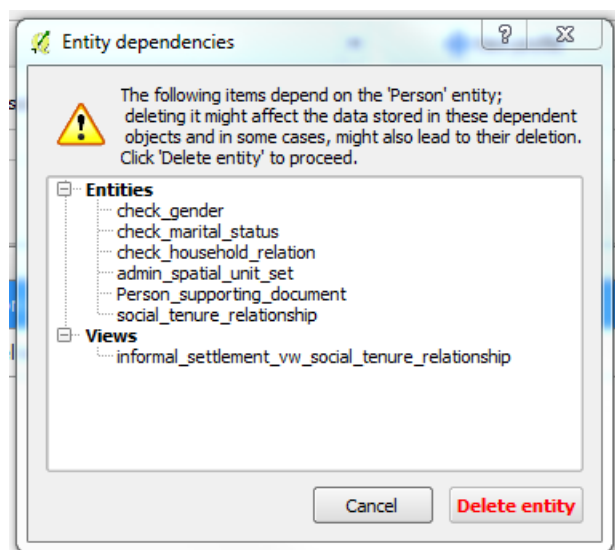 Entity dependencies
?
The following items depend on the 'Person' entity;
deleting it might affect the data stored in these dependent
objects and in some cases, might also lead to their deletion.
Click 'Delete entity' to proceed.
Entities
check_gender
check_marital_status
check_household_relation
admin_spatial_unit_set
Person_supporting_document
social_tenure_relationship
Views
informal_settlement_vw_social_tenure_relationship
Cancel
Delete entity